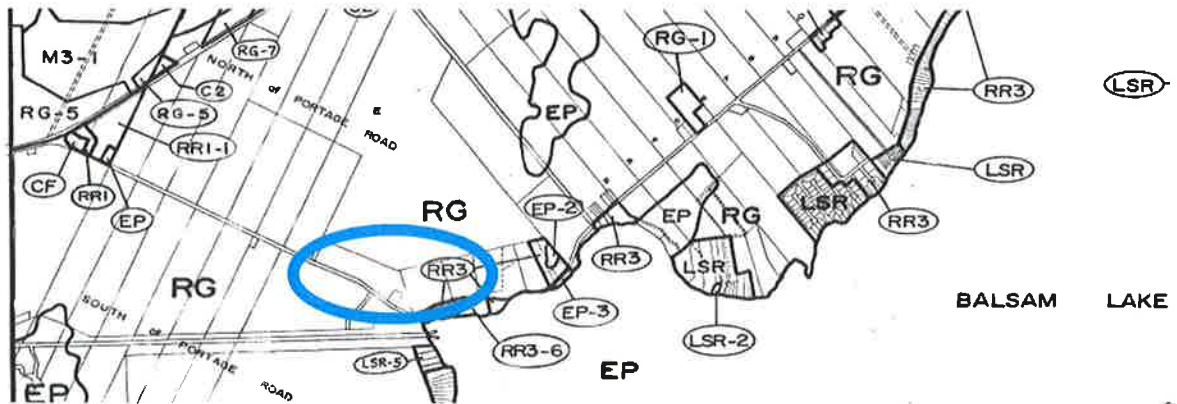 C2
M3-1
RG-7
NORTH
of
PORTAGE
ROAD
C2
RG-5
RG-5
RR1-1
CF
RR1
EP
RG-1
EP
RG
RR3
LSR
LSR
LSR
RR3
RG
EP-2
EP
RG
RR3
LSR
RR3
RG
EP-3
BALSAM LAKE
SOUTH
of
PORTAGE
ROAD
RR3-6
LSR-2
LSR-5
EP
EP